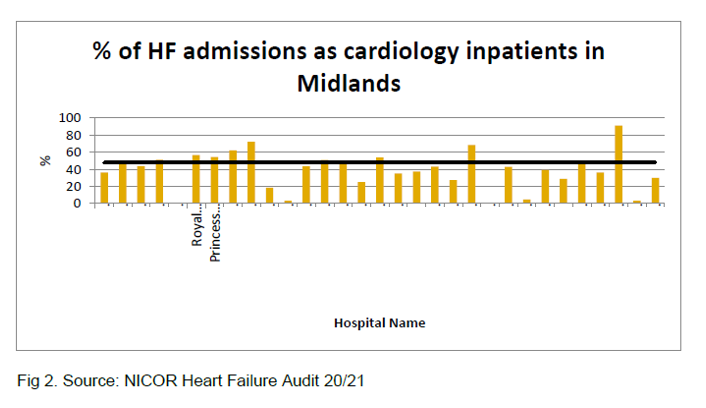 % of HF admissions as cardiology inpatients in
Midlands
100
80
60
40
20
0
%
Royal...
Princess...
Hospital Name
Fig 2. Source: NICOR Heart Failure Audit 20/21